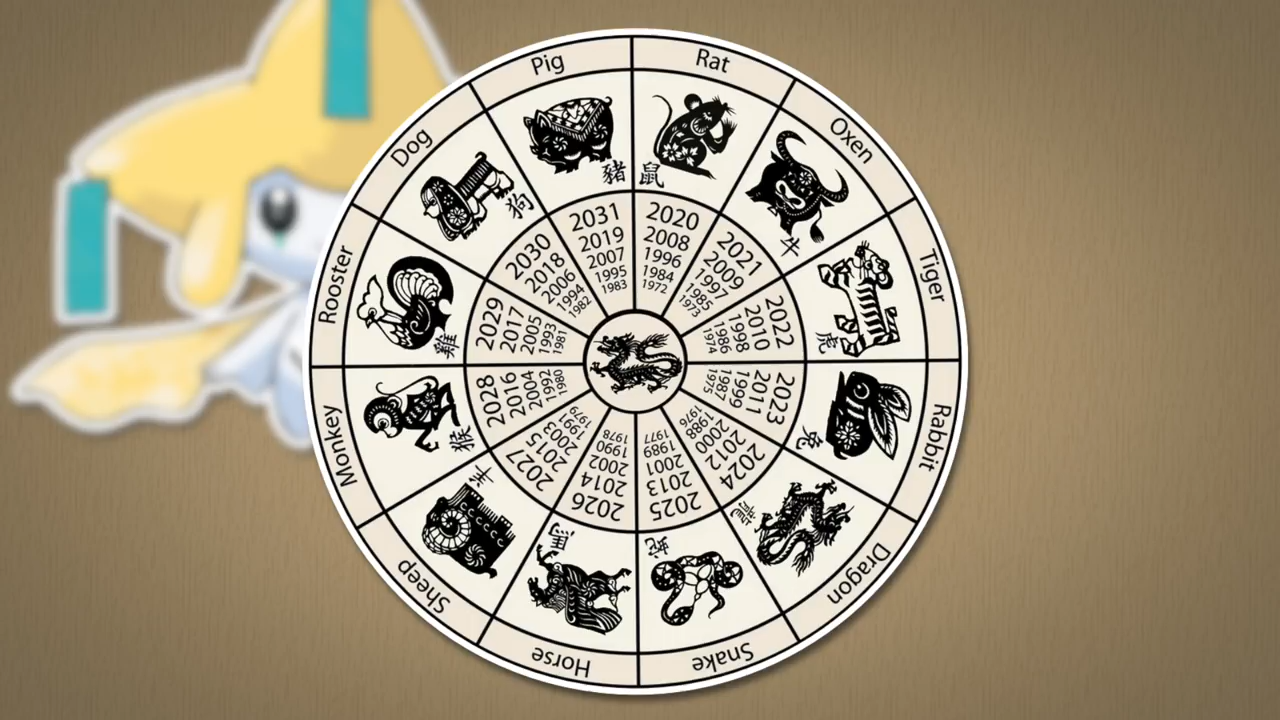 Rat
鼠
2020
2008
1996
1984
1972
Oxen
牛
2021
2009
1997
1985
1973
Tiger
虎
2022
2010
1998
1986
1974
Rabbit
兔
2023
2011
1999
1987
1975
Dragon
龍
2024
2012
2000
1988
1976
Snake
蛇
2025
2013
2001
1989
1977
Horse
馬
2026
2014
2002
1990
1978
Sheep
羊
2027
2015
2003
1991
1979
Monkey
猴
2028
2016
2004
1992
1980
Rooster
雞
2029
2017
2005
1993
1981
Dog
狗
2030
2018
2006
1994
1982
Pig
豬
2031
2019
2007
1995
1983